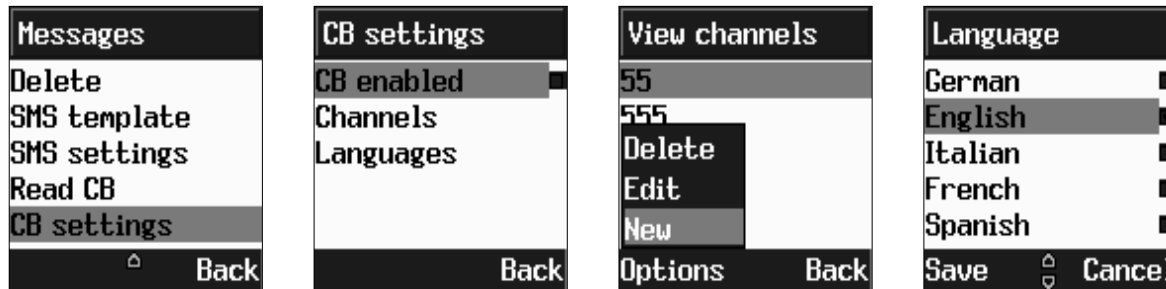 Messages
Delete
SMS template
SMS settings
Read CB
CB settings
Back
CB settings
CB enabled
Channels
Languages
Back
View channels
55
555
Delete
Edit
New
Options Back
Language
German
English
Italian
French
Spanish
Save Cancel